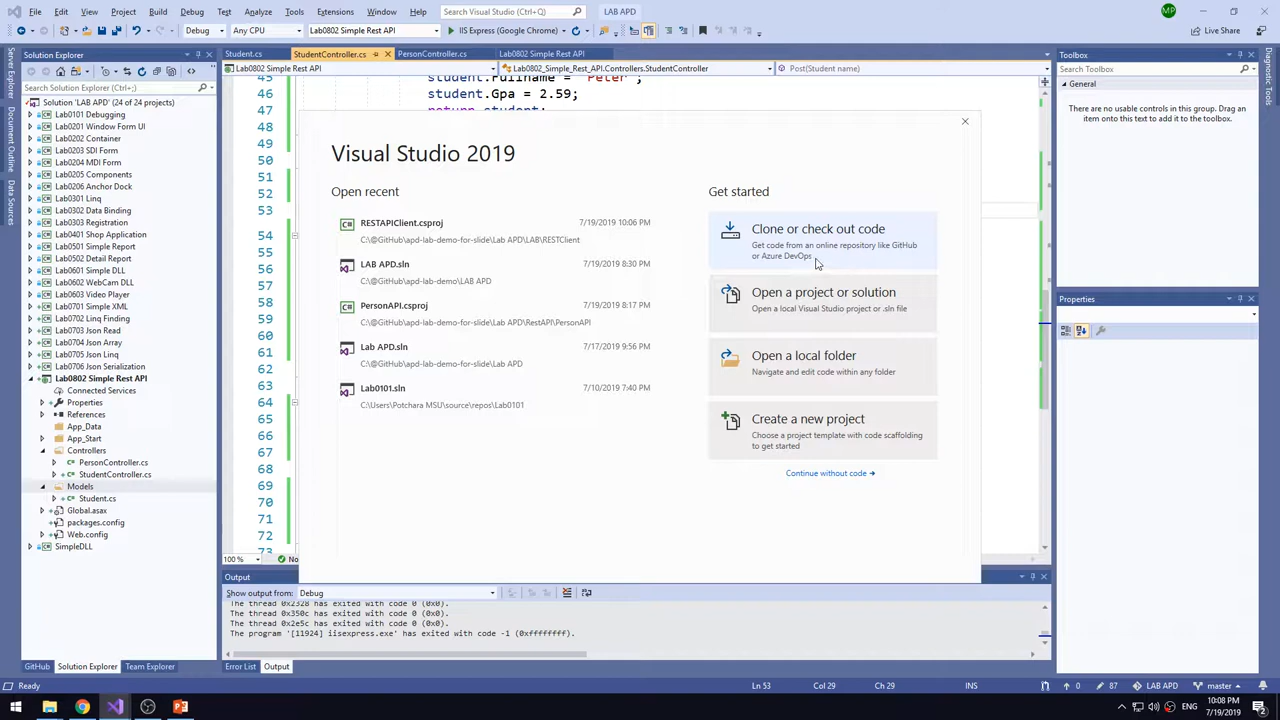 File Edit View Project Build Debug Test Analyze Tools Extensions Window Help Search Visual Studio (Ctrl+Q) LAB APD MP
Debug Any CPU Lab0802 Simple Rest API IIS Express (Google Chrome) Live Share
Server Explorer
Document Outline
Data Sources
Solution Explorer
Search Solution Explorer (Ctrl+;)
Solution 'LAB APD' (24 of 24 projects)
Lab0101 Debugging
Lab0201 Window Form UI
Lab0202 Container
Lab0203 SDI Form
Lab0204 MDI Form
Lab0205 Components
Lab0206 Anchor Dock
Lab0301 Linq
Lab0302 Data Binding
Lab0303 Registration
Lab0401 Shop Application
Lab0501 Simple Report
Lab0601 Simple DLL
Lab0602 WebCam DLL
Lab0603 Video Player
Lab0701 Simple XML
Lab0702 Linq Finding
Lab0703 Json Read
Lab0704 Json Array
Lab0705 Json Linq
Lab0706 Json Serialization
Lab0802 Simple Rest API
Connected Services
Properties
References
App_Data
App_Start
Controllers
PersonController.cs
StudentController.cs
Models
Student.cs
Global.asax
packages.config
Web.config
SimpleDLL
GitHub Solution Explorer Team Explorer
Student.cs StudentController.cs PersonController.cs Lab0802 Simple Rest API
Lab0802 Simple Rest API Lab0802_Simple_Rest_API.Controllers.StudentController Post(Student name)
45 student.Fullname = "Peter";
46 student.Gpa = 2.59;
47 return student;
48
49
50
51
52
53
54
55
56
57
58
59
60
61
62
63
64
65
66
67
68
69
70
71
72
73
100 % No
Visual Studio 2019
Open recent
RESTAPIClient.csproj 7/19/2019 10:06 PM
C:\@GitHub\apd-lab-demo-for-slide\Lab APD\LAB\RESTClient
LAB APD.sln 7/19/2019 8:30 PM
C:\@GitHub\apd-lab-demo\LAB APD
PersonAPI.csproj 7/19/2019 8:17 PM
C:\@GitHub\apd-lab-demo-for-slide\Lab APD\RestAPI\PersonAPI
Lab APD.sln 7/17/2019 9:56 PM
C:\@GitHub\apd-lab-demo-for-slide\Lab APD
Lab0101.sln 7/10/2019 7:40 PM
C:\Users\Potchara MSU\source\repos\Lab0101
Get started
Clone or check out code
Get code from an online repository like GitHub
or Azure DevOps
Open a project or solution
Open a local Visual Studio project or .sln file
Open a local folder
Navigate and edit code within any folder
Create a new project
Choose a project template with code scaffolding
to get started
Continue without code
Output
Show output from: Debug
The thread 0x2328 has exited with code 0 (0x0).
The thread 0x350c has exited with code 0 (0x0).
The thread 0x2e5c has exited with code 0 (0x0).
The program '[11924] iisexpress.exe' has exited with code -1 (0xffffffff).
Error List Output
Toolbox
Search Toolbox
General
There are no usable controls in this group. Drag an
item onto this text to add it to the toolbox.
Properties
Diagnostic Tools
Ready Ln 53 Col 29 Ch 29 INS 0 87 LAB APD master
ENG 10:08 PM
7/19/2019 2